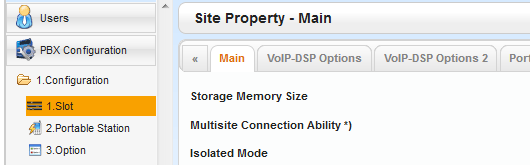 Users
PBX Configuration
1.Configuration
1.Slot
2.Portable Station
3.Option
Site Property - Main
« Main VoIP-DSP Options VoIP-DSP Options 2 Port
Storage Memory Size
Multisite Connection Ability *)
Isolated Mode